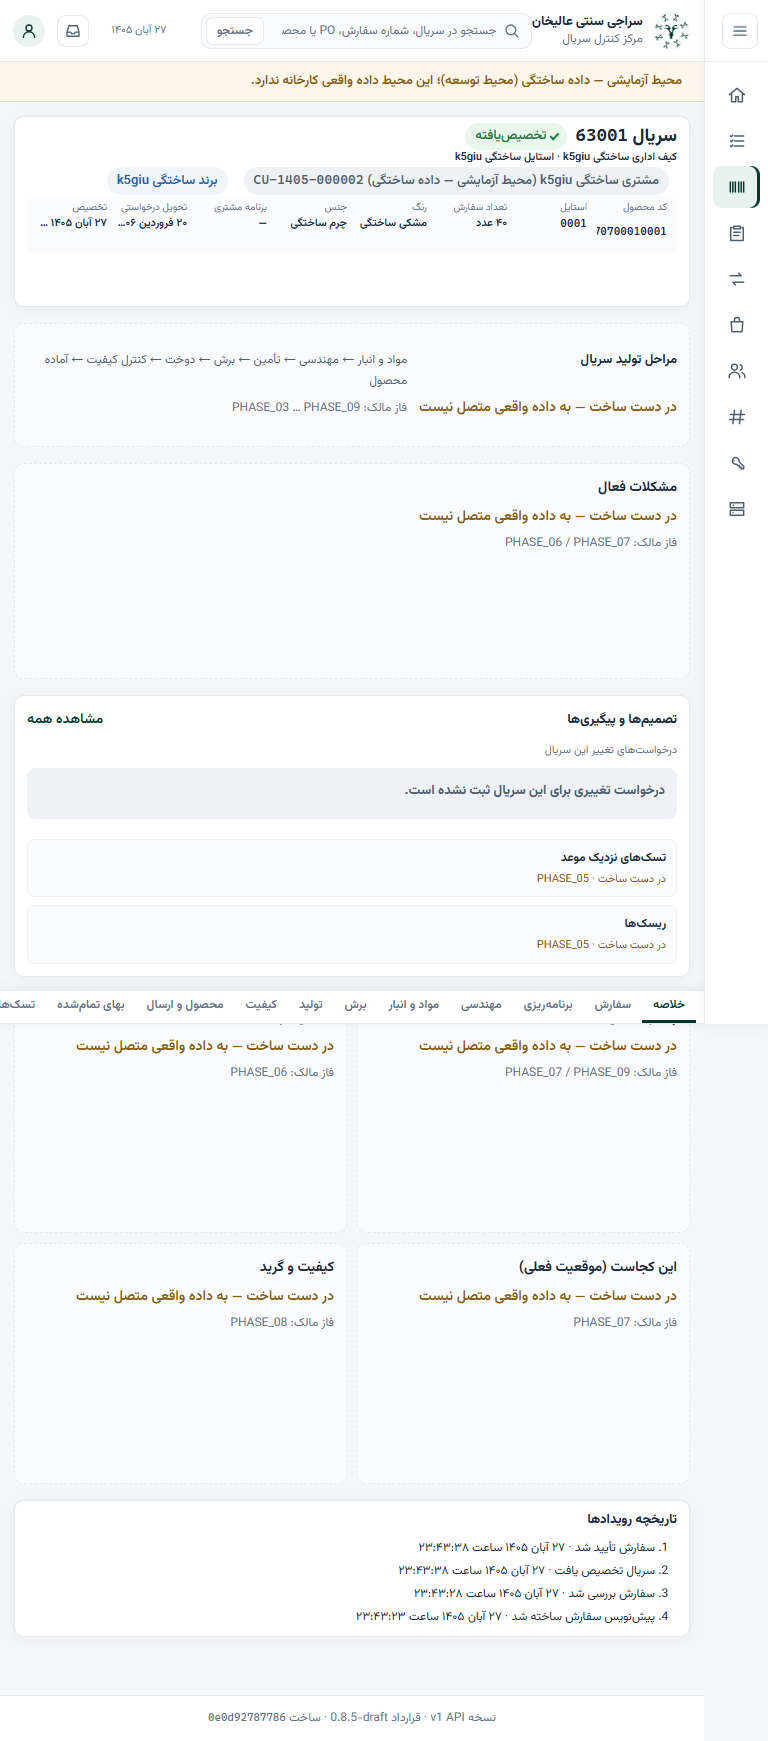 سراجی سنتی عالیخان
مرکز کنترل سریال
جستجو در سریال، شماره سفارش، PO یا محص
جستجو
۲۷ آبان ۱۴۰۵
محیط آزمایشی — داده ساختگی (محیط توسعه)؛ این محیط داده واقعی کارخانه ندارد.
سریال 63001
تخصیص‌یافته
کیف اداری ساختگی k5giu · استایل ساختگی k5giu
مشتری ساختگی k5giu (محیط آزمایشی — داده ساختگی) CU-1405-000002
برند ساختگی k5giu
کد محصول
70700010001
استایل
0001
تعداد سفارش
۴۰ عدد
رنگ
مشکی ساختگی
جنس
چرم ساختگی
برنامه مشتری
—
تحویل درخواستی
۲۰ فروردین ۰۶…
تخصیص
۲۷ آبان ۱۴۰۵ …
مراحل تولید سریال
مواد و انبار ← مهندسی ← تأمین ← برش ← دوخت ← کنترل کیفیت ← آماده
محصول
در دست ساخت — به داده واقعی متصل نیست
فاز مالک: PHASE_03 … PHASE_09
مشکلات فعال
در دست ساخت — به داده واقعی متصل نیست
فاز مالک: PHASE_06 / PHASE_07
تصمیم‌ها و پیگیری‌ها
مشاهده همه
درخواست‌های تغییر این سریال
درخواست تغییری برای این سریال ثبت نشده است.
تسک‌های نزدیک موعد
در دست ساخت · PHASE_05
ریسک‌ها
در دست ساخت · PHASE_05
خلاصه
سفارش
برنامه‌ریزی
مهندسی
مواد و انبار
برش
تولید
کیفیت
محصول و ارسال
بهای تمام‌شده
تسک‌ها
در دست ساخت — به داده واقعی متصل نیست
فاز مالک: PHASE_07 / PHASE_09
در دست ساخت — به داده واقعی متصل نیست
فاز مالک: PHASE_06
این کجاست (موقعیت فعلی)
در دست ساخت — به داده واقعی متصل نیست
فاز مالک: PHASE_07
کیفیت و گرید
در دست ساخت — به داده واقعی متصل نیست
فاز مالک: PHASE_08
تاریخچه رویدادها
1. سفارش تأیید شد · ۲۷ آبان ۱۴۰۵ ساعت ۲۳:۴۳:۳۸
2. سریال تخصیص یافت · ۲۷ آبان ۱۴۰۵ ساعت ۲۳:۴۳:۳۸
3. سفارش بررسی شد · ۲۷ آبان ۱۴۰۵ ساعت ۲۳:۴۳:۲۸
4. پیش‌نویس سفارش ساخته شد · ۲۷ آبان ۱۴۰۵ ساعت ۲۳:۴۳:۲۳
نسخه v1 API · قرارداد 0.8.5-draft · ساخت 0e0d92787786